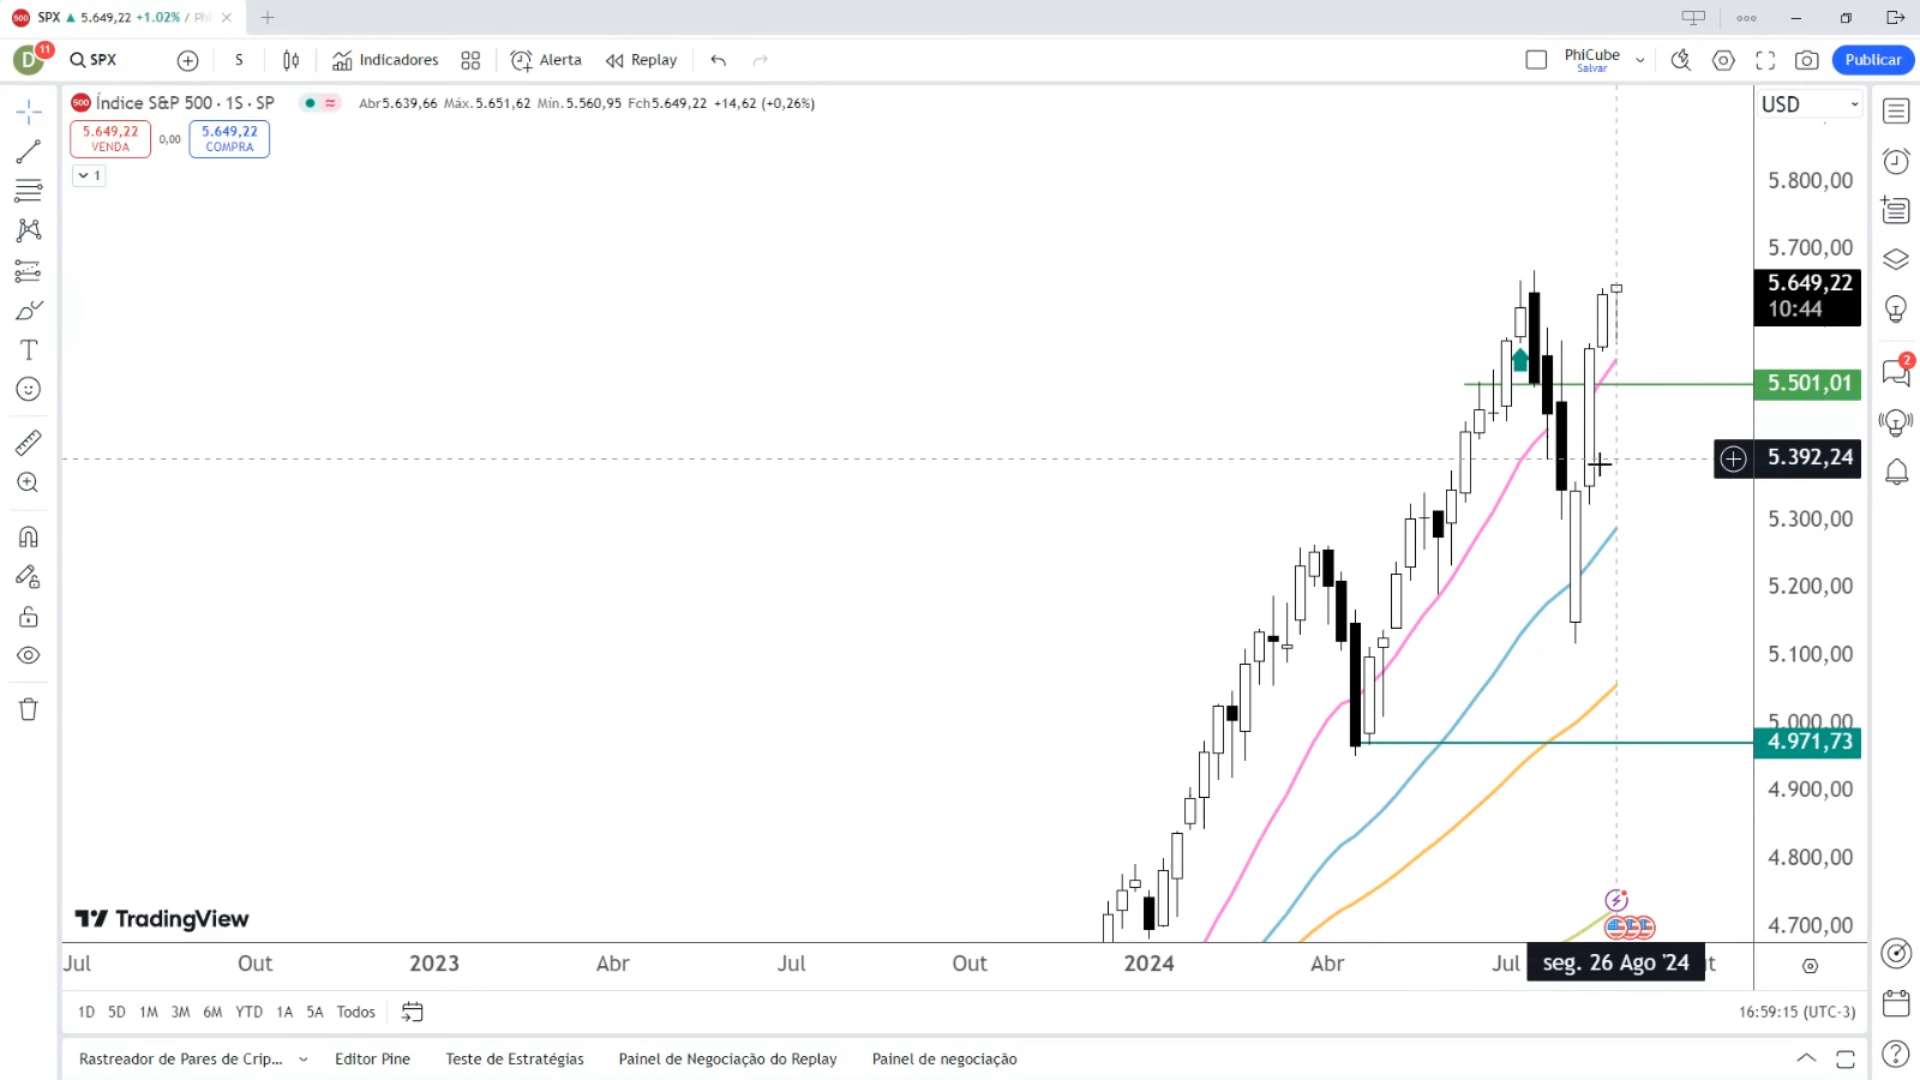 SPX 5.649,22 +1.02% / Phi
D 11 SPX S Indicadores Alerta Replay PhiCube Salvar Publicar
Índice S&P 500 · 1S · SP Abr5.639,66 Máx.5.651,62 Mín.5.560,95 Fch5.649,22 +14,62 (+0,26%)
USD
5.649,22 VENDA 0,00 5.649,22 COMPRA
1
5.800,00
5.700,00
5.649,22
10:44
2
5.501,01
5.392,24
5.300,00
5.200,00
5.100,00
5.000,00
4.971,73
4.900,00
4.800,00
4.700,00
TradingView
Jul Out 2023 Abr Jul Out 2024 Abr Jul seg. 26 Ago '24
1D 5D 1M 3M 6M YTD 1A 5A Todos 16:59:15 (UTC-3)
Rastreador de Pares de Crip... Editor Pine Teste de Estratégias Painel de Negociação do Replay Painel de negociação